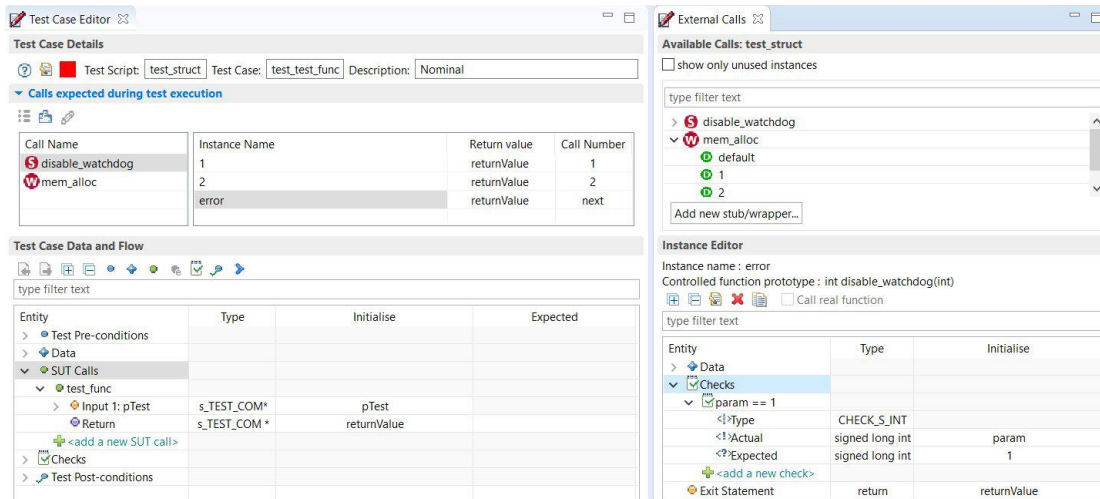 Test Case Editor
Test Case Details
Test Script: test_struct Test Case: test_test_func Description: Nominal
Calls expected during test execution
Call Name Instance Name Return value Call Number
disable_watchdog 1 returnValue 1
mem_alloc 2 returnValue 2
error returnValue next
Test Case Data and Flow
type filter text
Entity Type Initialise Expected
Test Pre-conditions
Data
SUT Calls
test_func
Input 1: pTest s_TEST_COM* pTest
Return s_TEST_COM * returnValue
<add a new SUT call>
Checks
Test Post-conditions
External Calls
Available Calls: test_struct
show only unused instances
type filter text
S disable_watchdog
W mem_alloc
D default
D 1
D 2
Add new stub/wrapper...
Instance Editor
Instance name : error
Controlled function prototype : int disable_watchdog(int)
Call real function
type filter text
Entity Type Initialise
Data
Checks
param == 1
Type CHECK_S_INT
Actual signed long int param
Expected signed long int 1
<add a new check>
Exit Statement return returnValue